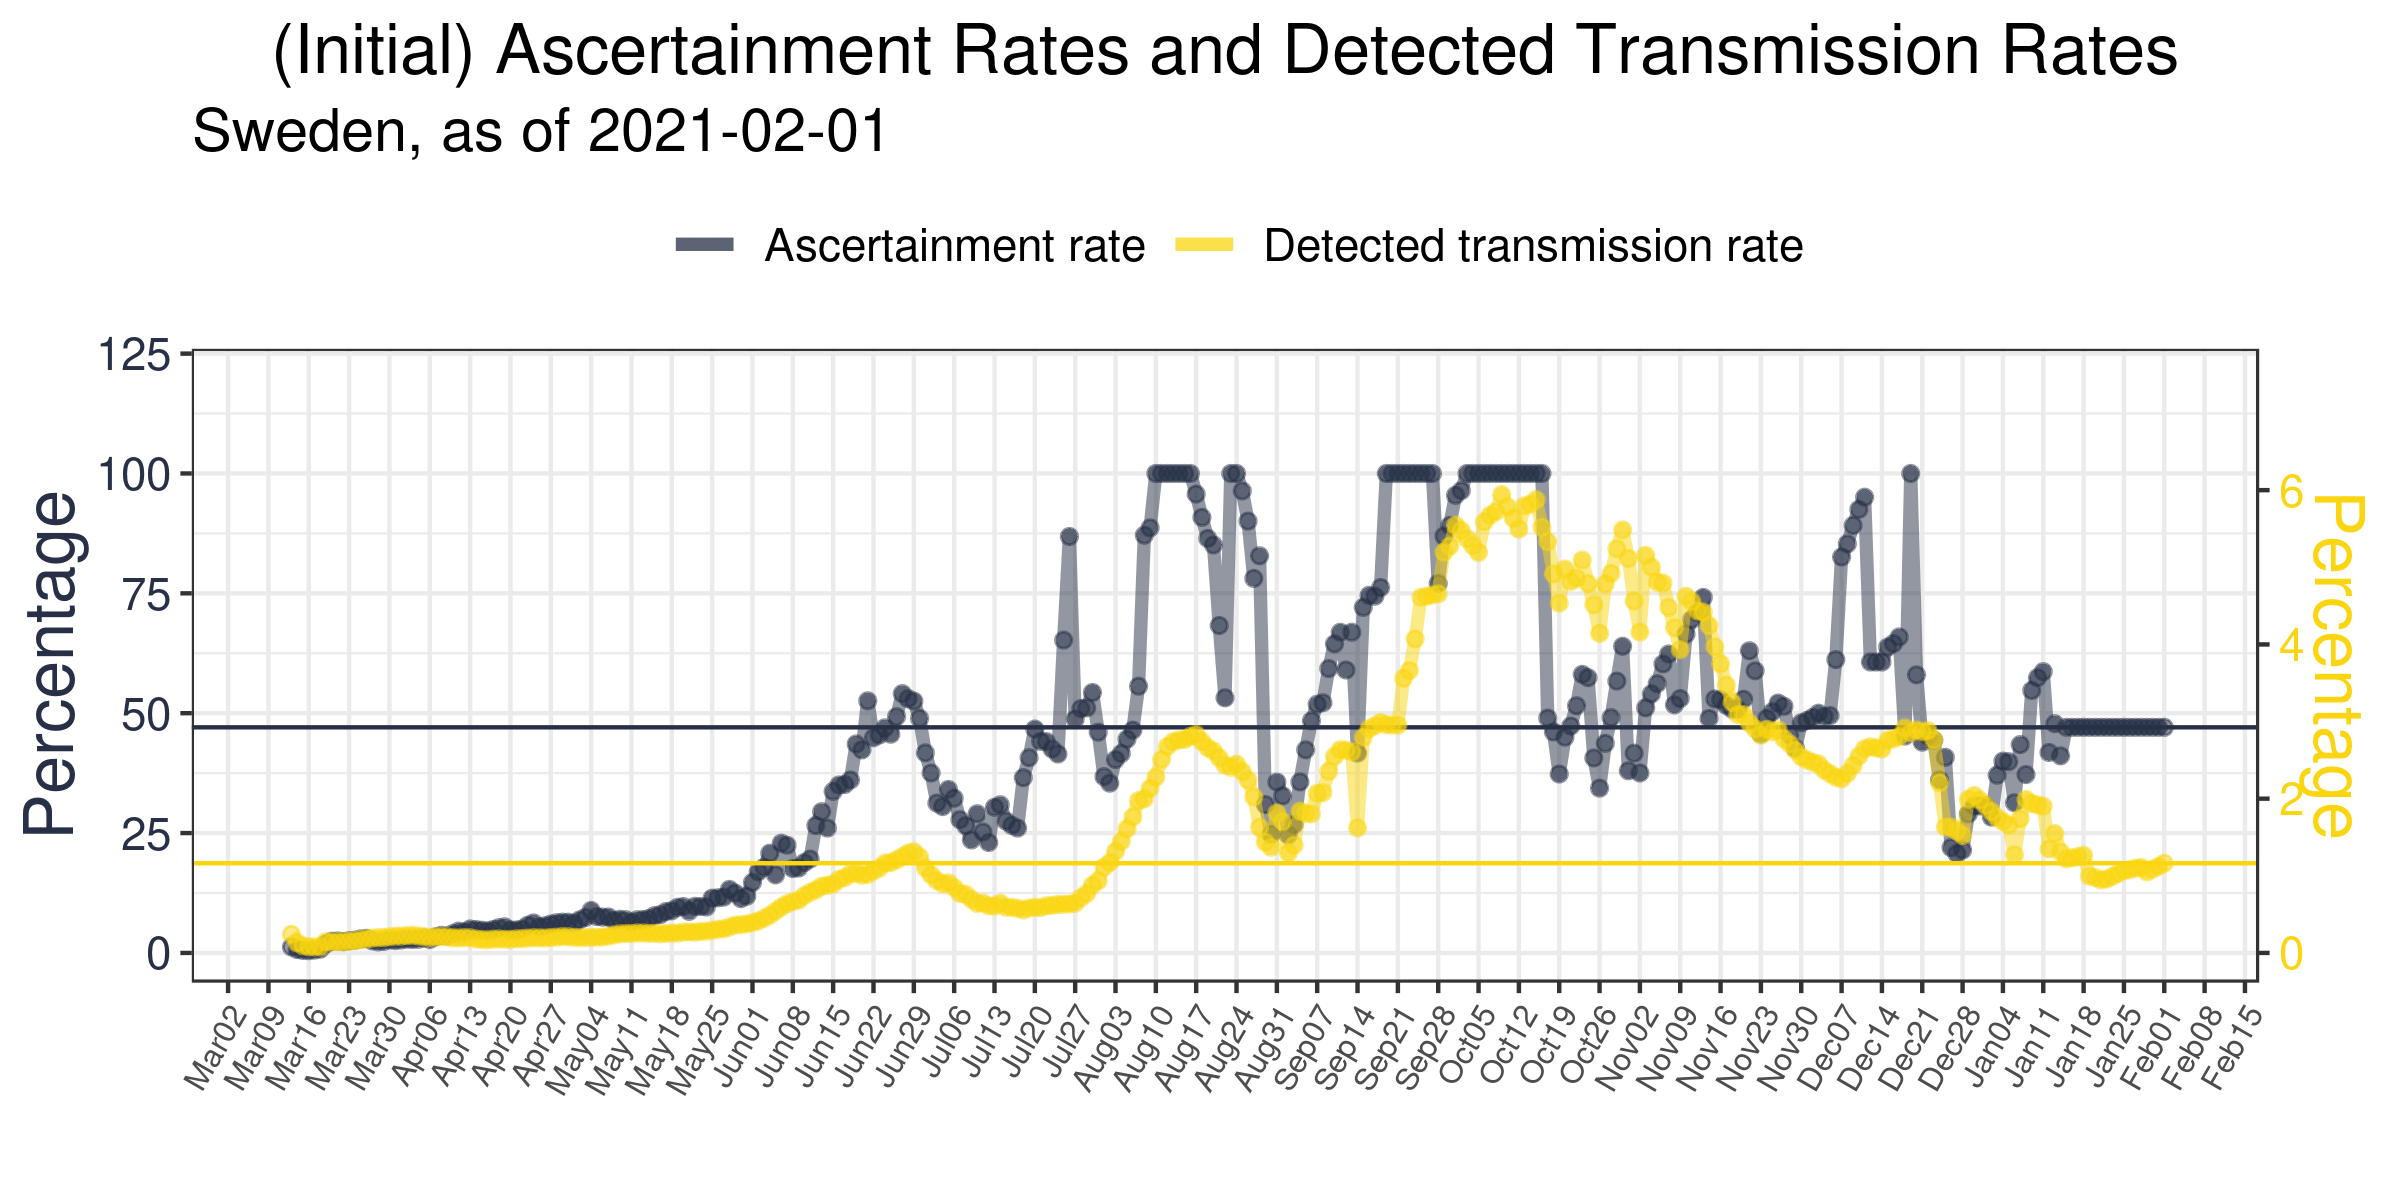 (Initial) Ascertainment Rates and Detected Transmission Rates
Sweden, as of 2021-02-01
Ascertainment rate
Detected transmission rate
Percentage
125
100
75
50
25
0
6
4
2
0
Percentage
Mar02
Mar09
Mar16
Mar23
Mar30
Apr06
Apr13
Apr20
Apr27
May04
May11
May18
May25
Jun01
Jun08
Jun15
Jun22
Jun29
Jul06
Jul13
Jul20
Jul27
Aug03
Aug10
Aug17
Aug24
Aug31
Sep07
Sep14
Sep21
Sep28
Oct05
Oct12
Oct19
Oct26
Nov02
Nov09
Nov16
Nov23
Nov30
Dec07
Dec14
Dec21
Dec28
Jan04
Jan11
Jan18
Jan25
Feb01
Feb08
Feb15